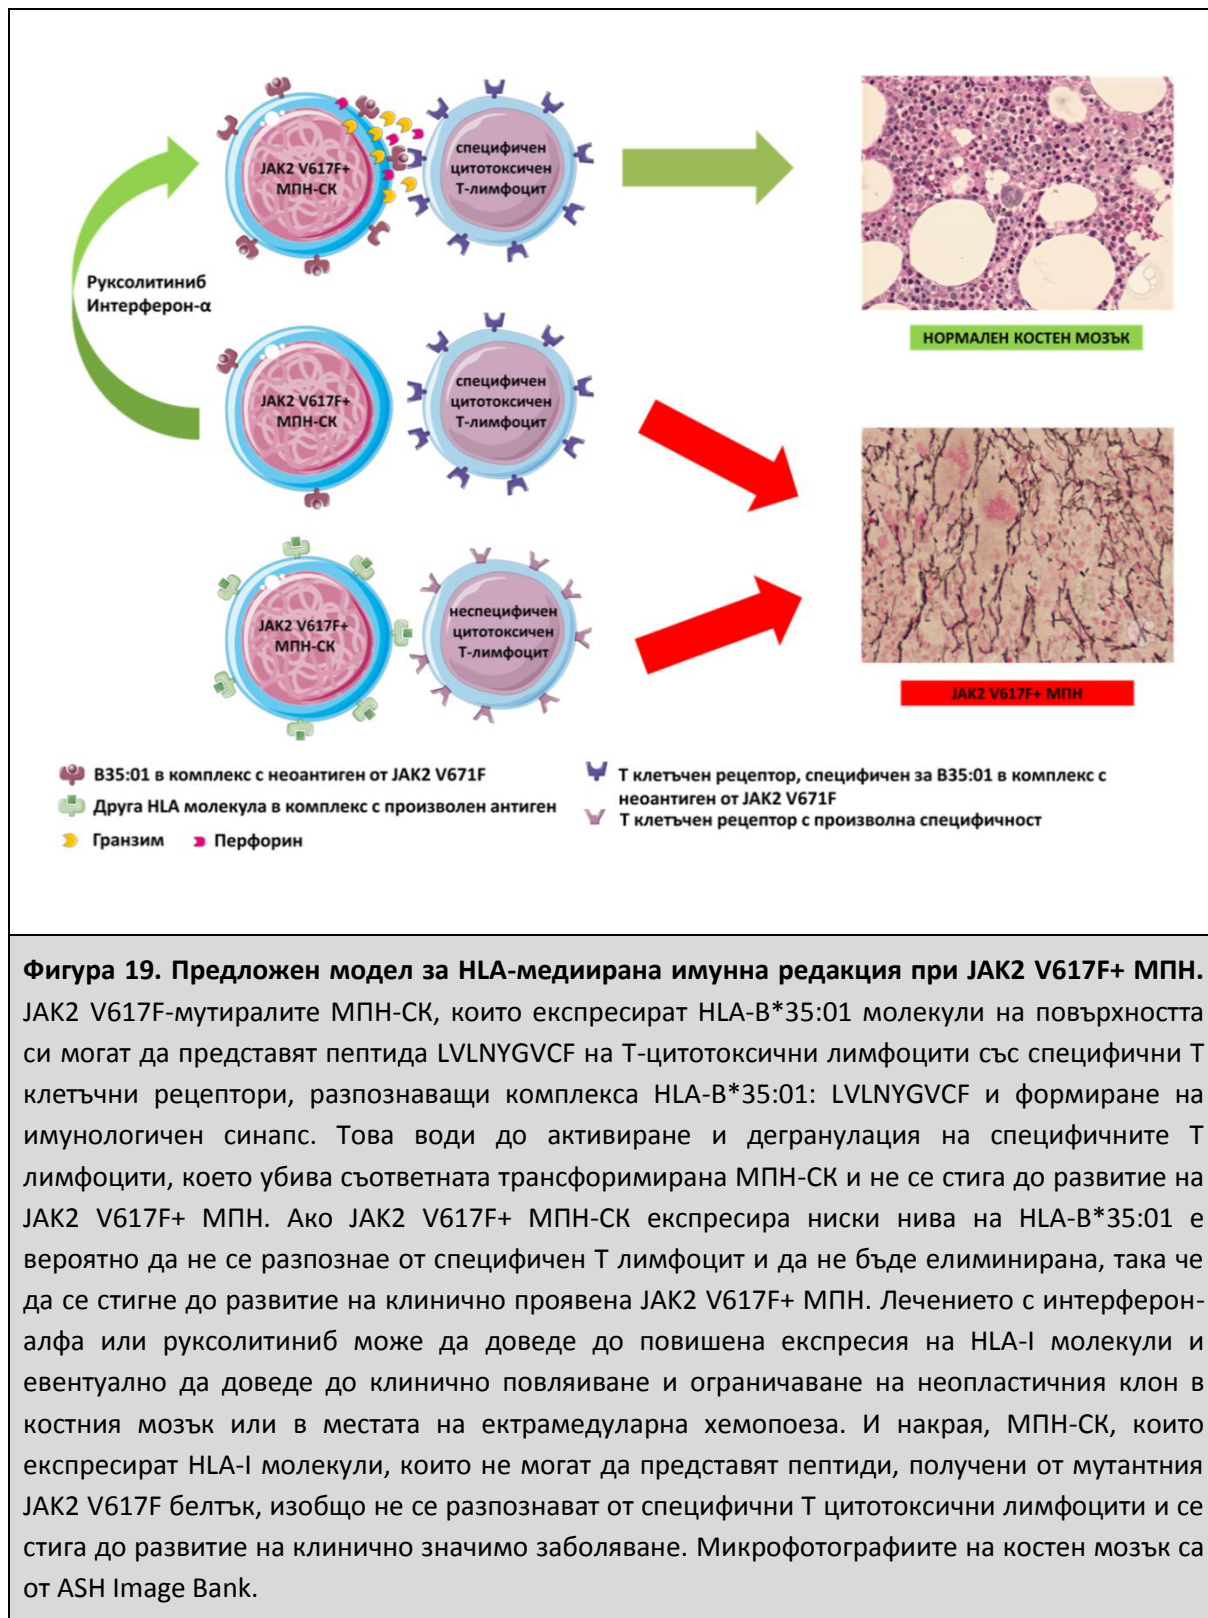 JAK2 V617F+
МПН-СК
специфичен
цитотоксичен
Т-лимфоцит
Руксолитиниб
Интерферон-α
НОРМАЛЕН КОСТЕН МОЗЪК
JAK2 V617F+
МПН-СК
специфичен
цитотоксичен
Т-лимфоцит
JAK2 V617F+
МПН-СК
неспецифичен
цитотоксичен
Т-лимфоцит
JAK2 V617F+ МПН
B35:01 в комплекс с неоантиген от JAK2 V671F
Друга HLA молекула в комплекс с произволен антиген
Гранзим
Перфорин
Т клетъчен рецептор, специфичен за B35:01 в комплекс с
неоантиген от JAK2 V671F
Т клетъчен рецептор с произволна специфичност
Фигура 19. Предложен модел за HLA-медиирана имунна редакция при JAK2 V617F+ МПН.
JAK2 V617F-мутиралите МПН-СК, които експресират HLA-B*35:01 молекули на повърхността
си могат да представят пептида LVLNYGVCF на Т-цитотоксични лимфоцити със специфични Т
клетъчни рецептори, разпознаващи комплекса HLA-B*35:01: LVLNYGVCF и формиране на
имунологичен синапс. Това води до активиране и дегранулация на специфичните Т
лимфоцити, което убива съответната трансформимирана МПН-СК и не се стига до развитие на
JAK2 V617F+ МПН. Ако JAK2 V617F+ МПН-СК експресира ниски нива на HLA-B*35:01 е
вероятно да не се разпознае от специфичен Т лимфоцит и да не бъде елиминирана, така че
да се стигне до развитие на клинично проявена JAK2 V617F+ МПН. Лечението с интерферон-
алфа или руксолитиниб може да доведе до повишена експресия на HLA-I молекули и
евентуално да доведе до клинично повляиване и ограничаване на неопластичния клон в
костния мозък или в местата на ектрамедуларна хемопоеза. И накрая, МПН-СК, които
експресират HLA-I молекули, които не могат да представят пептиди, получени от мутантния
JAK2 V617F белтък, изобщо не се разпознават от специфични Т цитотоксични лимфоцити и се
стига до развитие на клинично значимо заболяване. Микрофотографиите на костен мозък са
от ASH Image Bank.